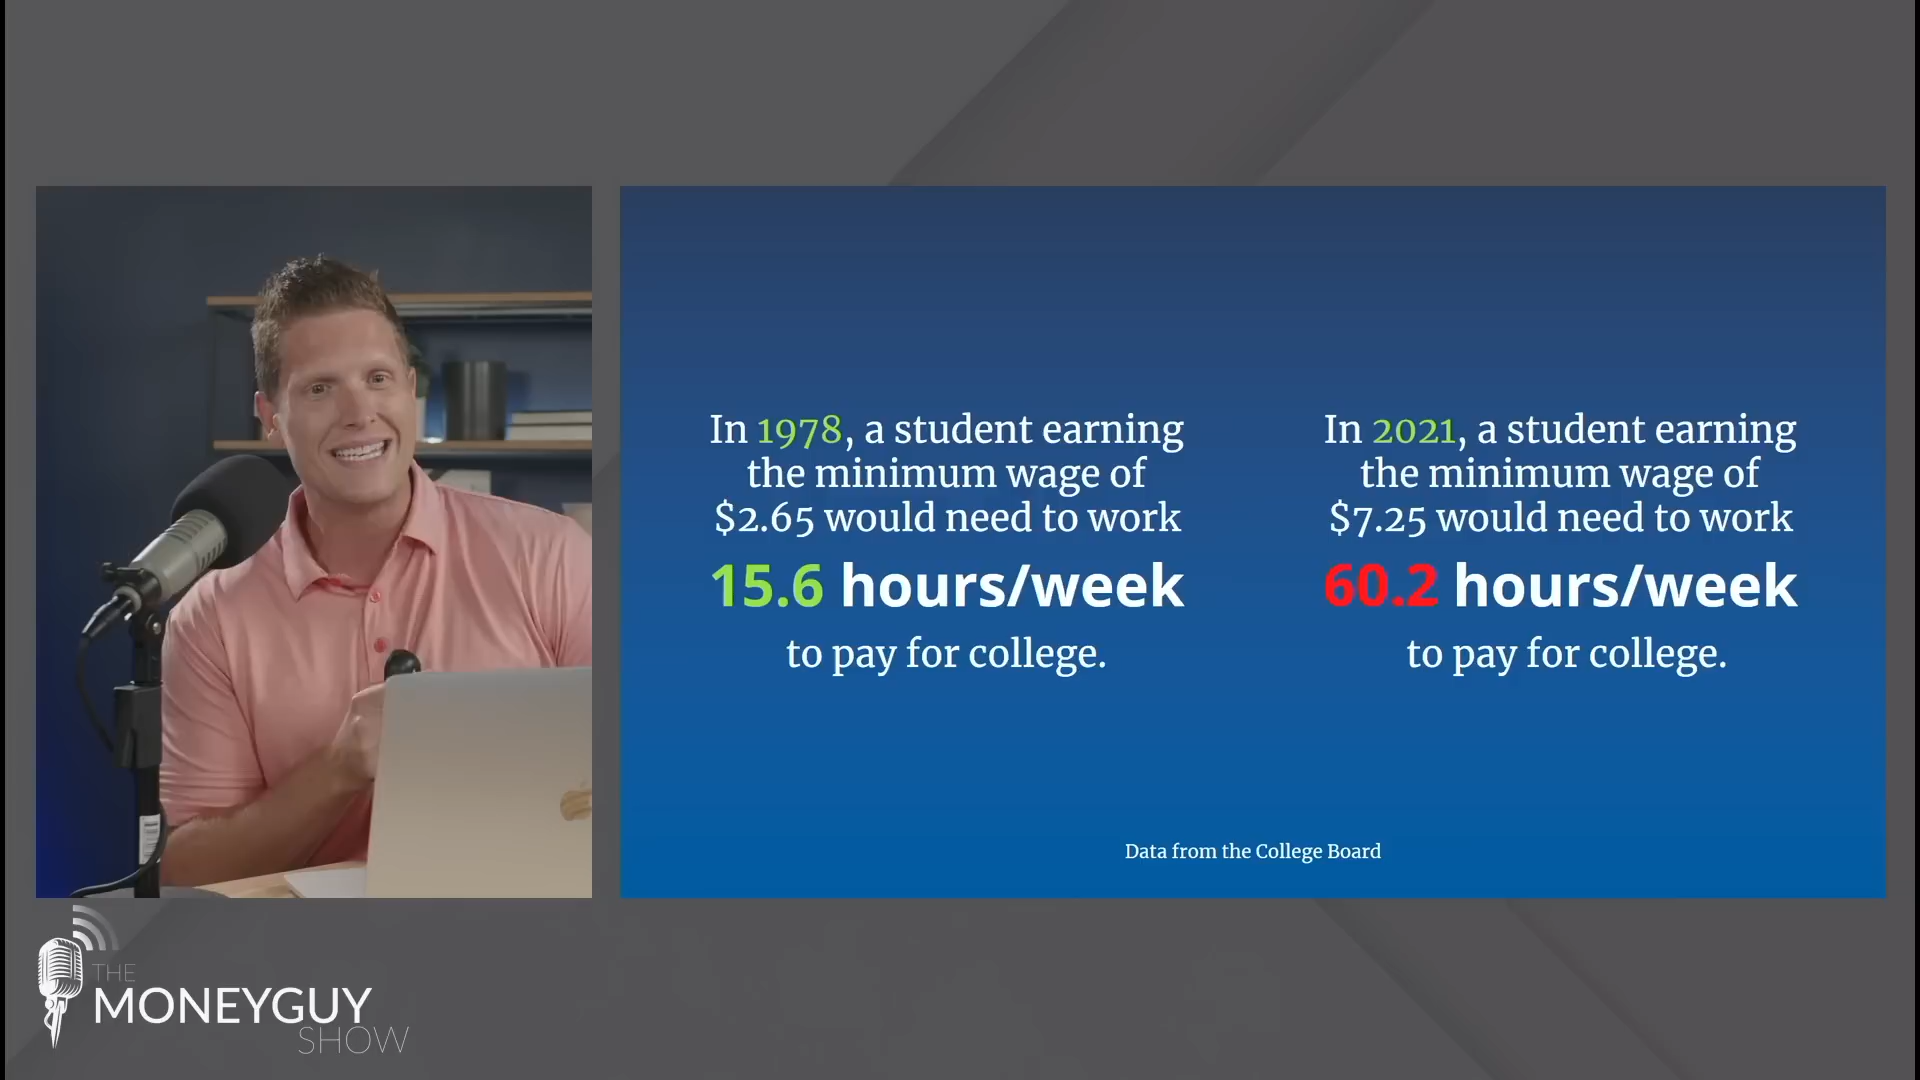 In 1978, a student earning
the minimum wage of
$2.65 would need to work
15.6 hours/week
to pay for college.
In 2021, a student earning
the minimum wage of
$7.25 would need to work
60.2 hours/week
to pay for college.
Data from the College Board
THE
MONEYGUY
SHOW